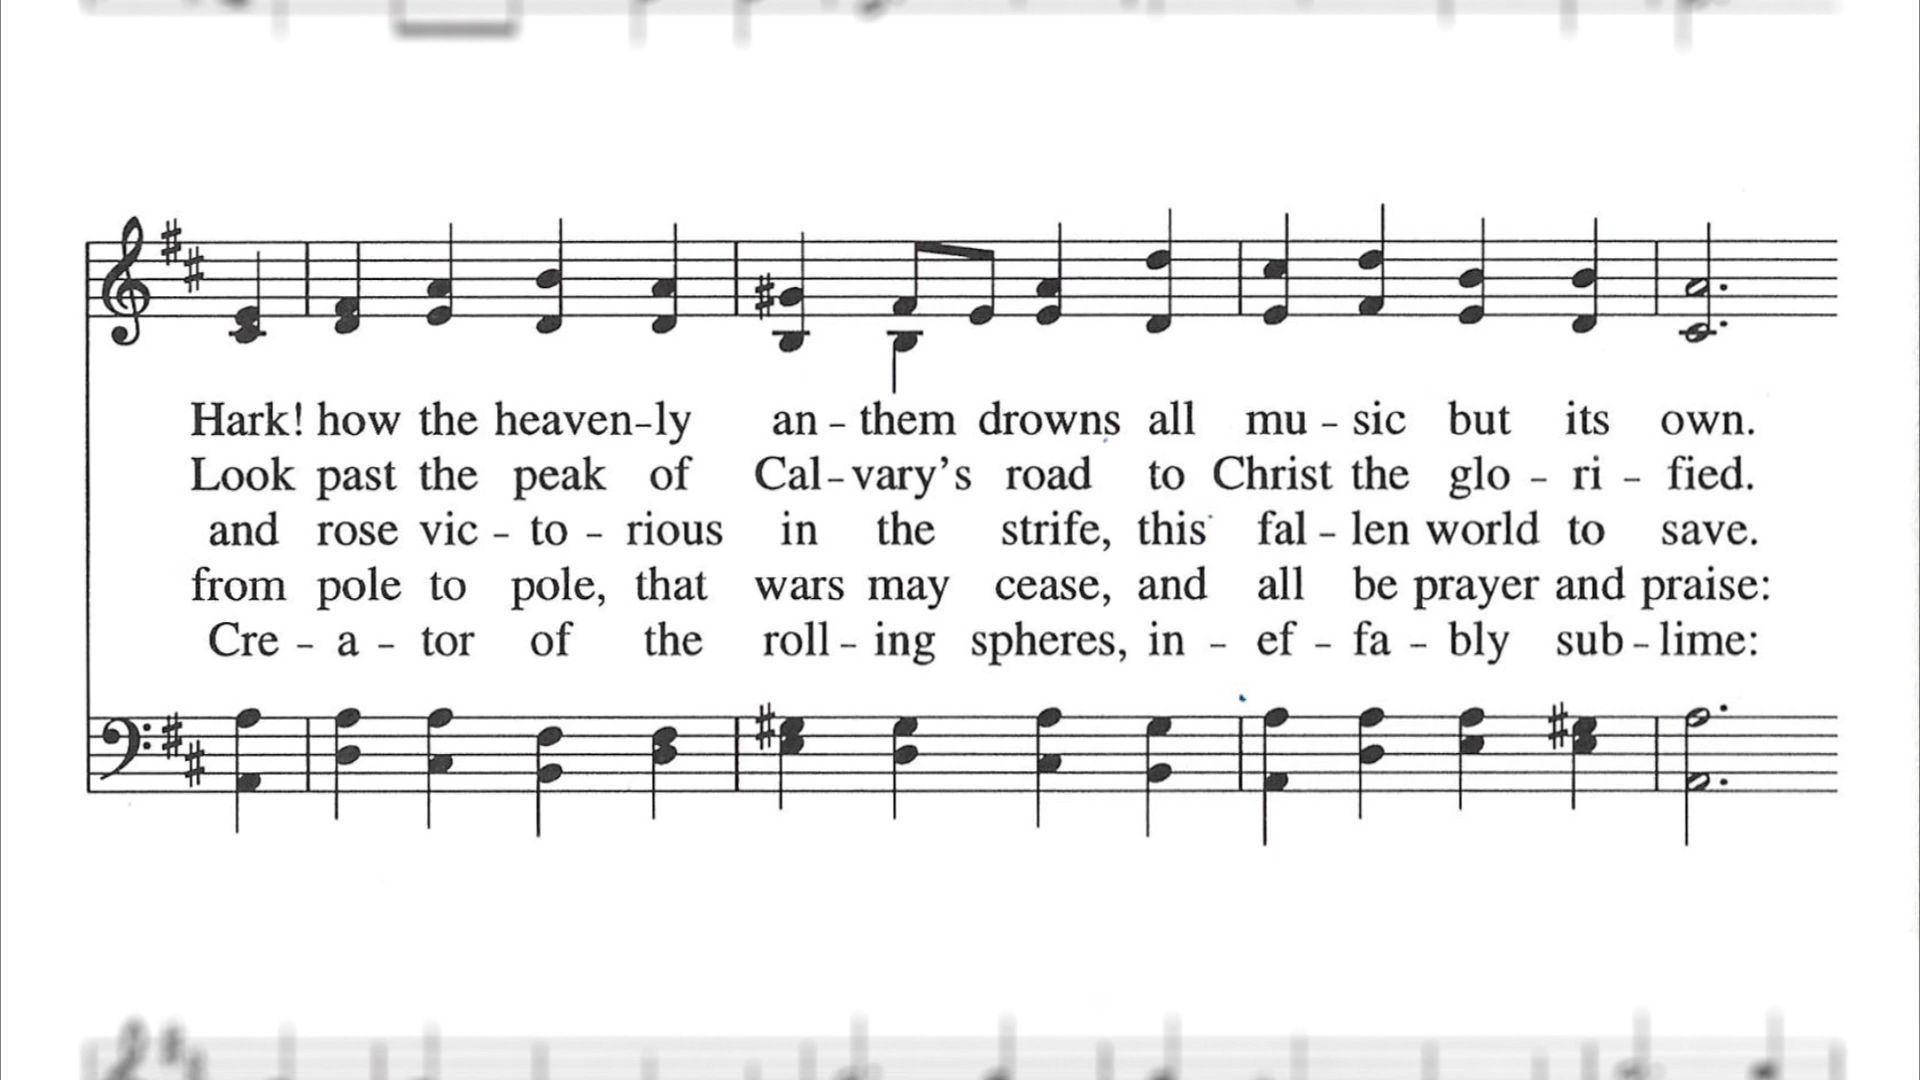 Hark! how the heaven-ly an-them drowns all mu-sic but its own.
Look past the peak of Cal-vary's road to Christ the glo-ri-fied.
and rose vic-to-rious in the strife, this fal-len world to save.
from pole to pole, that wars may cease, and all be prayer and praise:
Cre-a-tor of the roll-ing spheres, in-ef-fa-bly sub-lime: